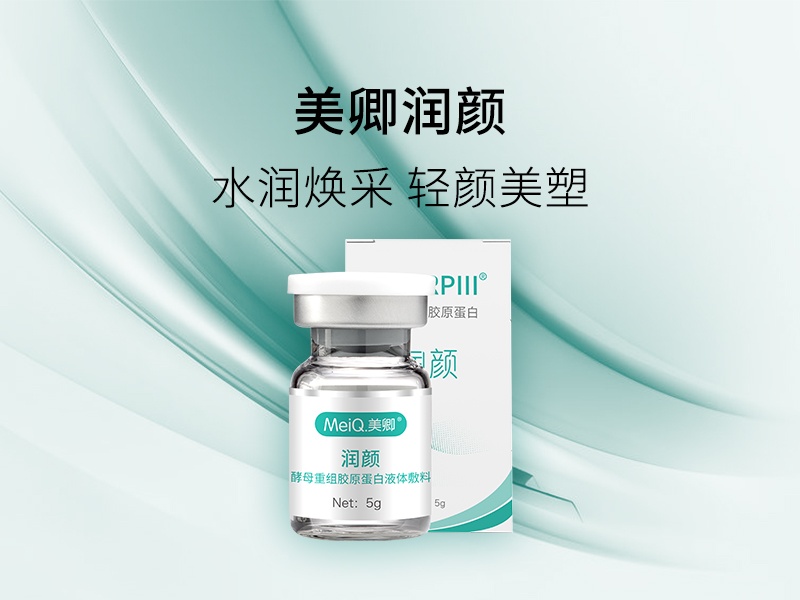 美卿润颜
水润焕采 轻颜美塑
RPIII®
胶原蛋白
颜
5g
MeiQ.美卿®
润颜
酵母重组胶原蛋白液体敷料
Net: 5g